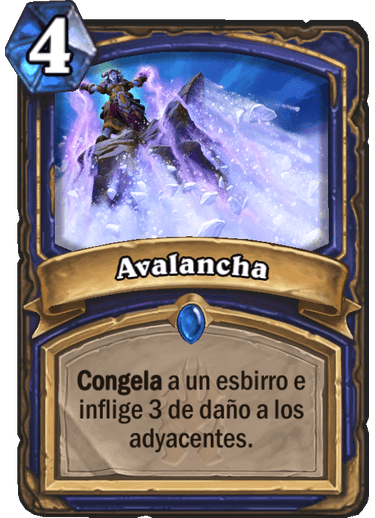 4
Avalancha
Congela a un esbirro e
inflige 3 de daño a los
adyacentes.